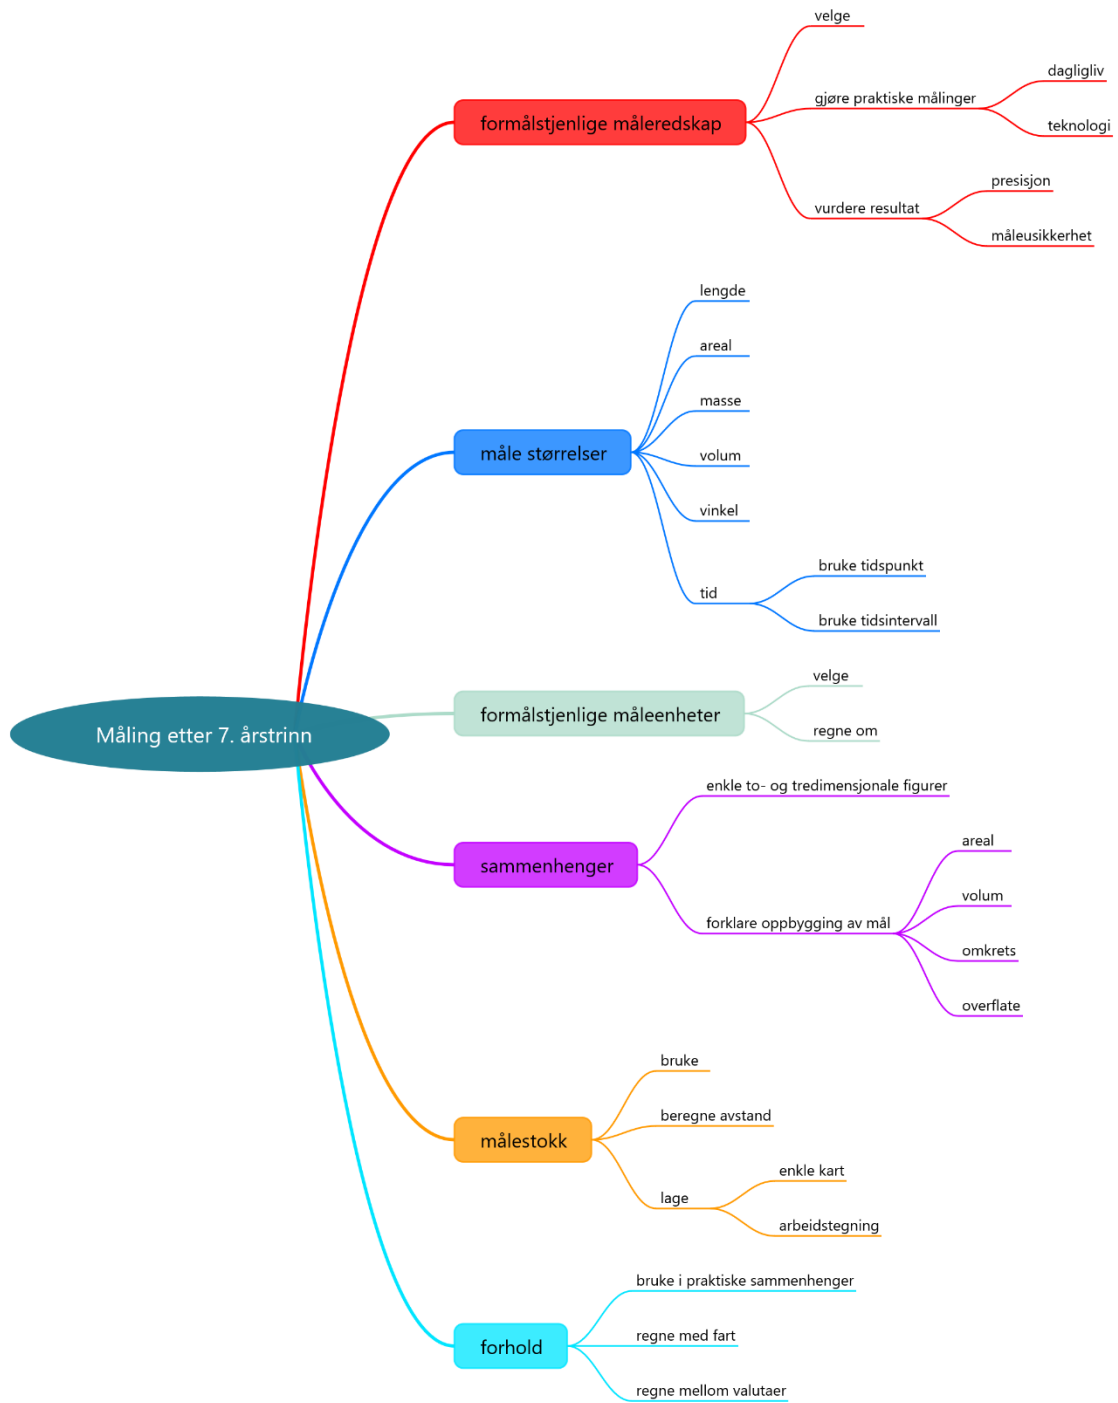 Måling etter 7. årstrinn
formålstjenlige måleredskap
velge
gjøre praktiske målinger
dagligliv
teknologi
vurdere resultat
presisjon
måleusikkerhet
måle størrelser
lengde
areal
masse
volum
vinkel
tid
bruke tidspunkt
bruke tidsintervall
formålstjenlige måleenheter
velge
regne om
sammenhenger
enkle to- og tredimensjonale figurer
forklare oppbygging av mål
areal
volum
omkrets
overflate
målestokk
bruke
beregne avstand
lage
enkle kart
arbeidstegning
forhold
bruke i praktiske sammenhenger
regne med fart
regne mellom valutaer